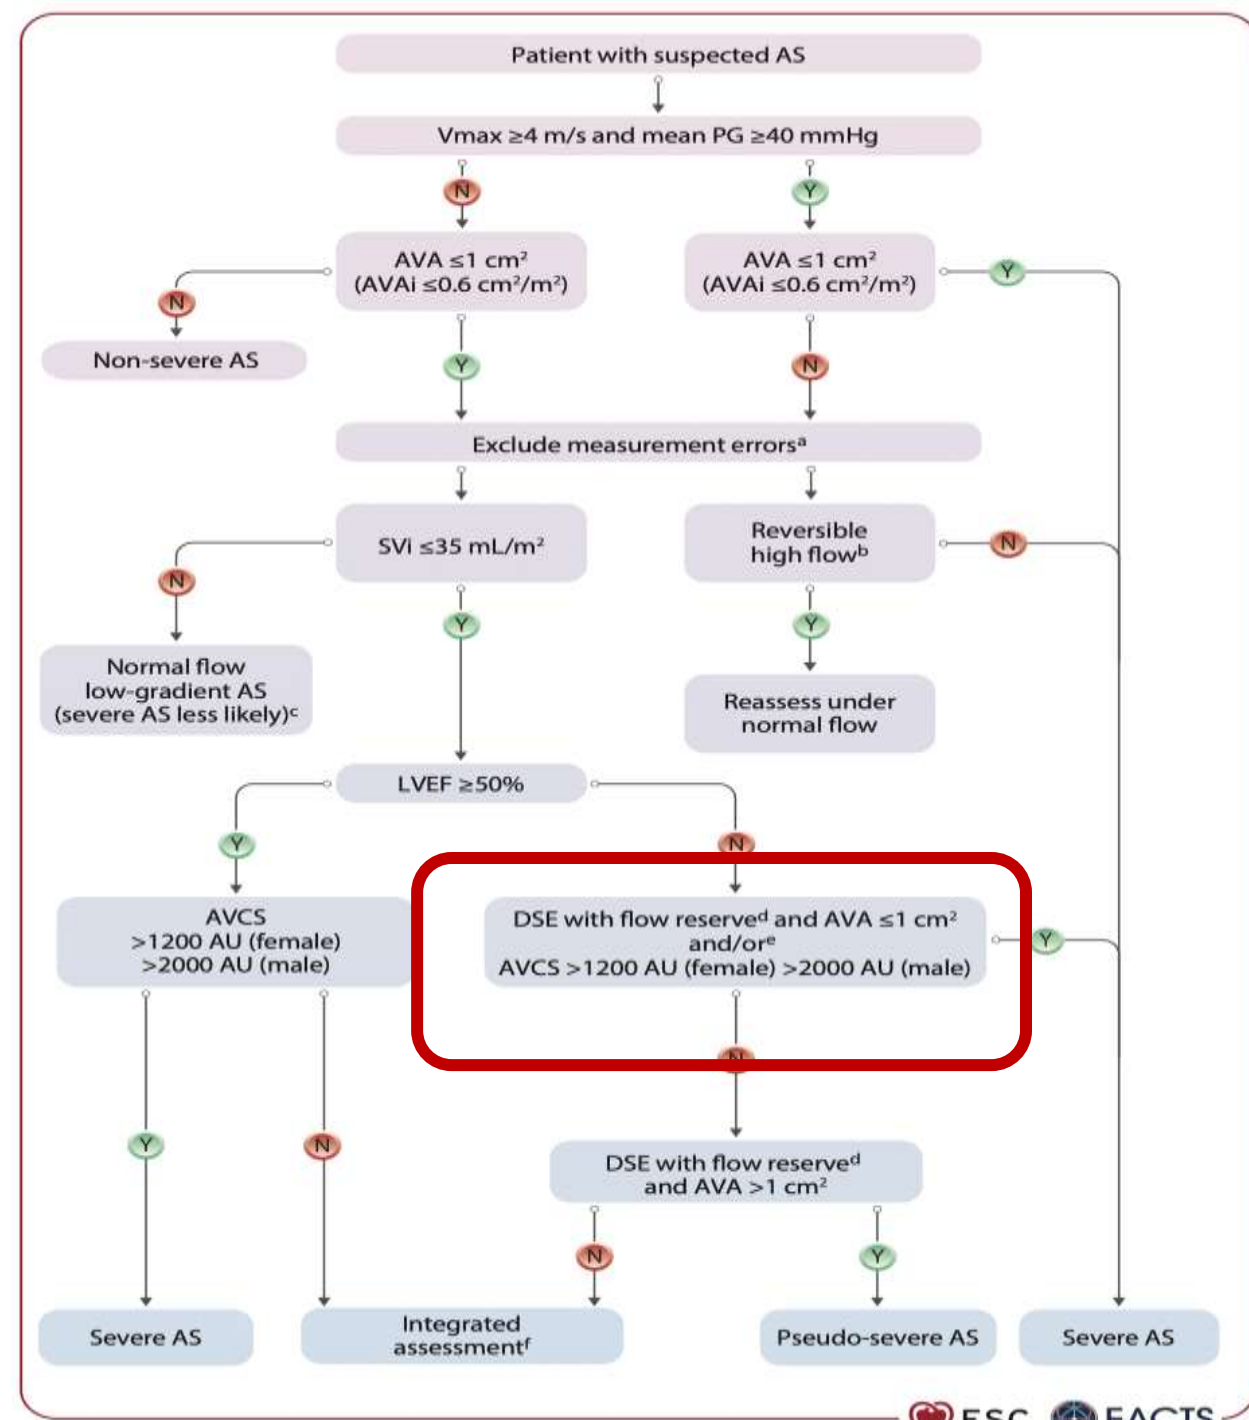 Patient with suspected AS
Vmax ≥4 m/s and mean PG ≥40 mmHg
N
Y
AVA ≤1 cm²
(AVAi ≤0.6 cm²/m²)
AVA ≤1 cm²
(AVAi ≤0.6 cm²/m²)
Y
N
Non-severe AS
Y
N
Exclude measurement errorsᵃ
SVi ≤35 mL/m²
Reversible
high flowᵇ
N
N
Y
Y
Normal flow
low-gradient AS
(severe AS less likely)ᶜ
Reassess under
normal flow
LVEF ≥50%
Y
N
AVCS
>1200 AU (female)
>2000 AU (male)
DSE with flow reserveᵈ and AVA ≤1 cm²
and/orᵉ
AVCS >1200 AU (female) >2000 AU (male)
Y
N
Y
N
DSE with flow reserveᵈ
and AVA >1 cm²
N
Y
Severe AS
Integrated
assessmentᶠ
Pseudo-severe AS
Severe AS
ESC
EACTS